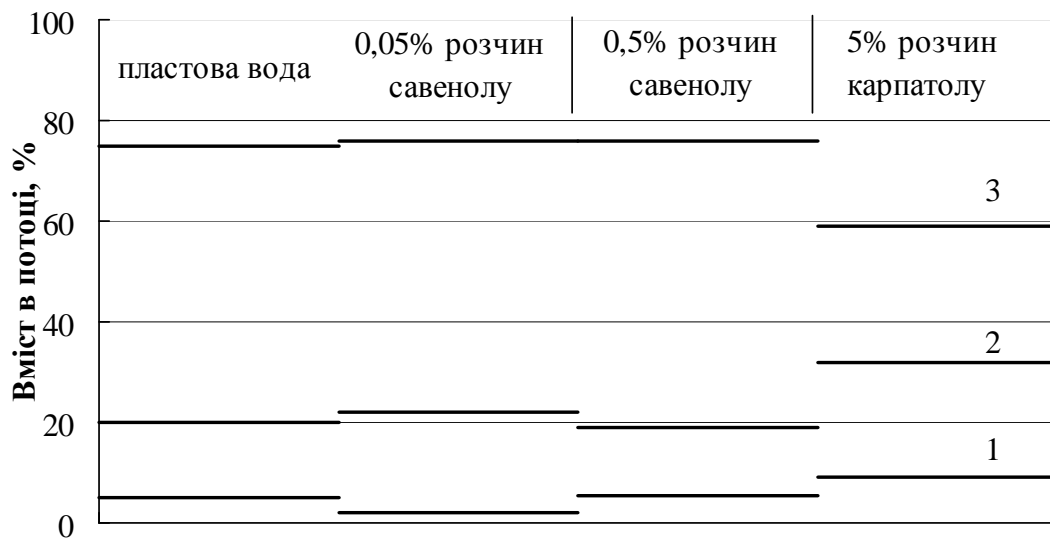 100
80
60
40
20
0
Вміст в потоці, %
пластова вода
0,05% розчин
савенолу
0,5% розчин
савенолу
5% розчин
карпатолу
3
2
1